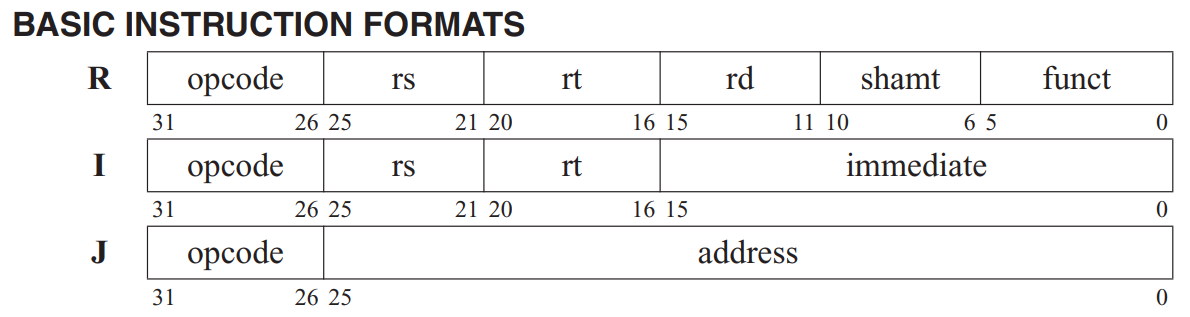 BASIC INSTRUCTION FORMATS
R opcode rs rt rd shamt funct
31 26 25 21 20 16 15 11 10 6 5 0
I opcode rs rt immediate
31 26 25 21 20 16 15 0
J opcode address
31 26 25 0